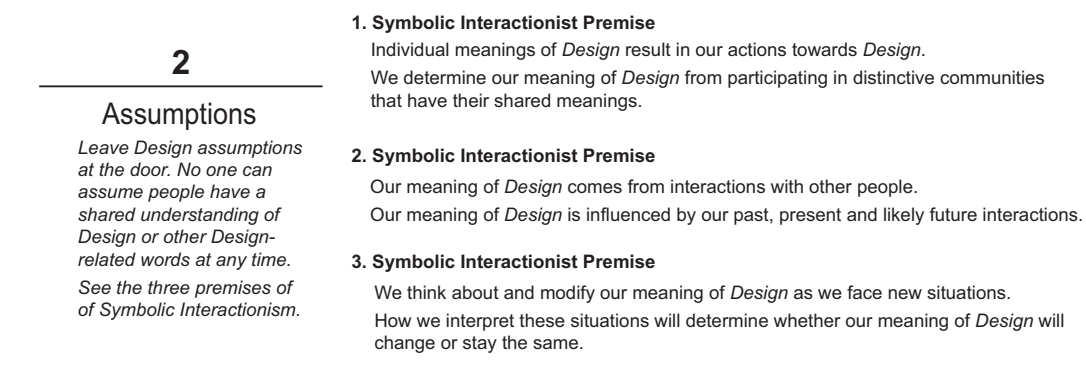 2
Assumptions
Leave Design assumptions
at the door. No one can
assume people have a
shared understanding of
Design or other Design-
related words at any time.
See the three premises of
of Symbolic Interactionism.
1. Symbolic Interactionist Premise
Individual meanings of Design result in our actions towards Design.
We determine our meaning of Design from participating in distinctive communities
that have their shared meanings.
2. Symbolic Interactionist Premise
Our meaning of Design comes from interactions with other people.
Our meaning of Design is influenced by our past, present and likely future interactions.
3. Symbolic Interactionist Premise
We think about and modify our meaning of Design as we face new situations.
How we interpret these situations will determine whether our meaning of Design will
change or stay the same.